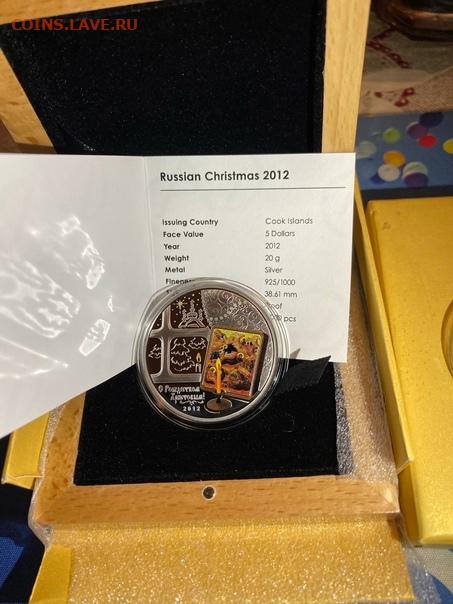 COINS.LAVE.RU
Russian Christmas 2012
Issuing Country Cook Islands
Face Value 5 Dollars
Year 2012
Weight 20 g
Metal Silver
925/1000
38.61 mm
pcs
С Рождеством
Христовым!
2012